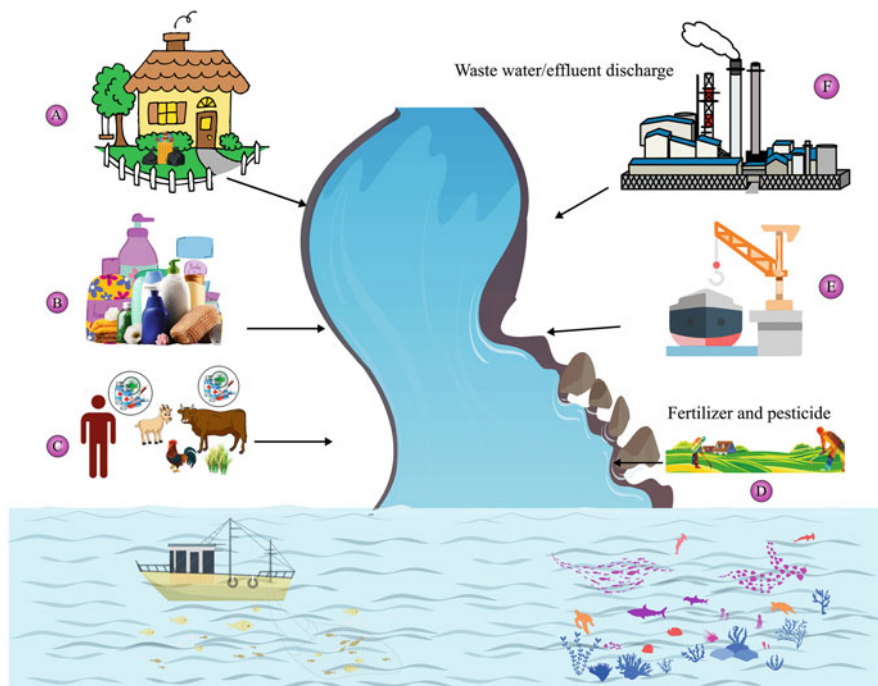 Waste water/effluent discharge
F
A
B
E
C
Fertilizer and pesticide
D